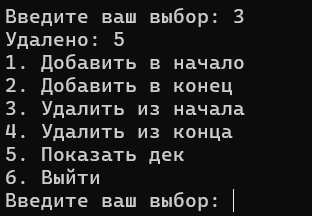 Введите ваш выбор: 3
Удалено: 5
1. Добавить в начало
2. Добавить в конец
3. Удалить из начала
4. Удалить из конца
5. Показать дек
6. Выйти
Введите ваш выбор: